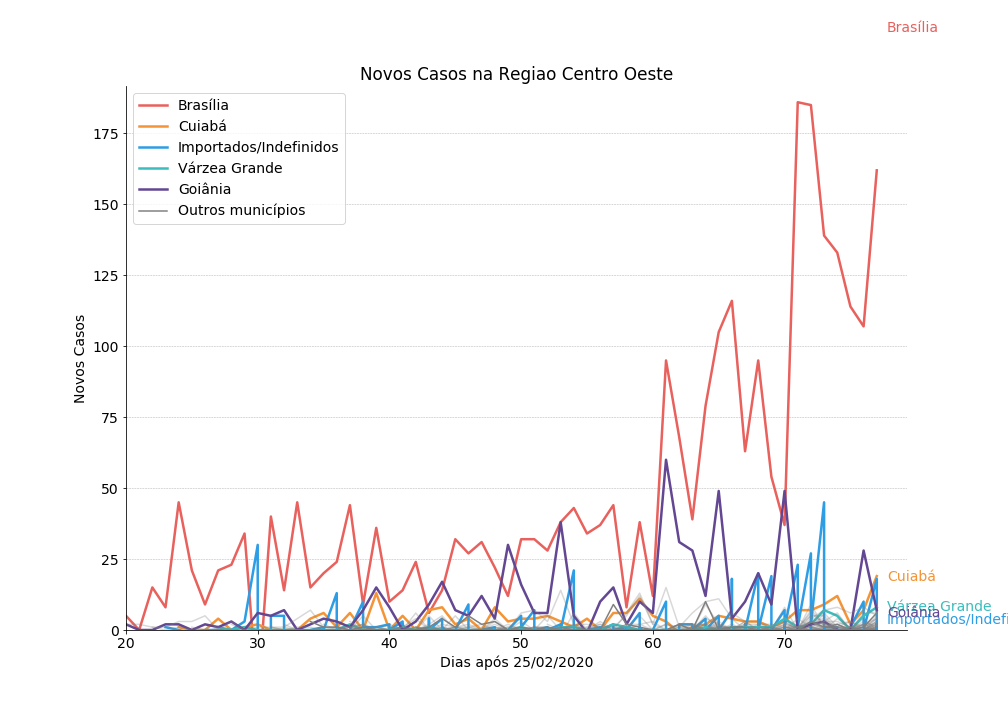 Brasília
Novos Casos na Regiao Centro Oeste
Brasília
Cuiabá
Importados/Indefinidos
Várzea Grande
Goiânia
Outros municípios
Novos Casos
175
150
125
100
75
50
25
0
20
30
40
50
60
70
Dias após 25/02/2020
Cuiabá
Várzea Grande
Goiânia
Importados/Indefi